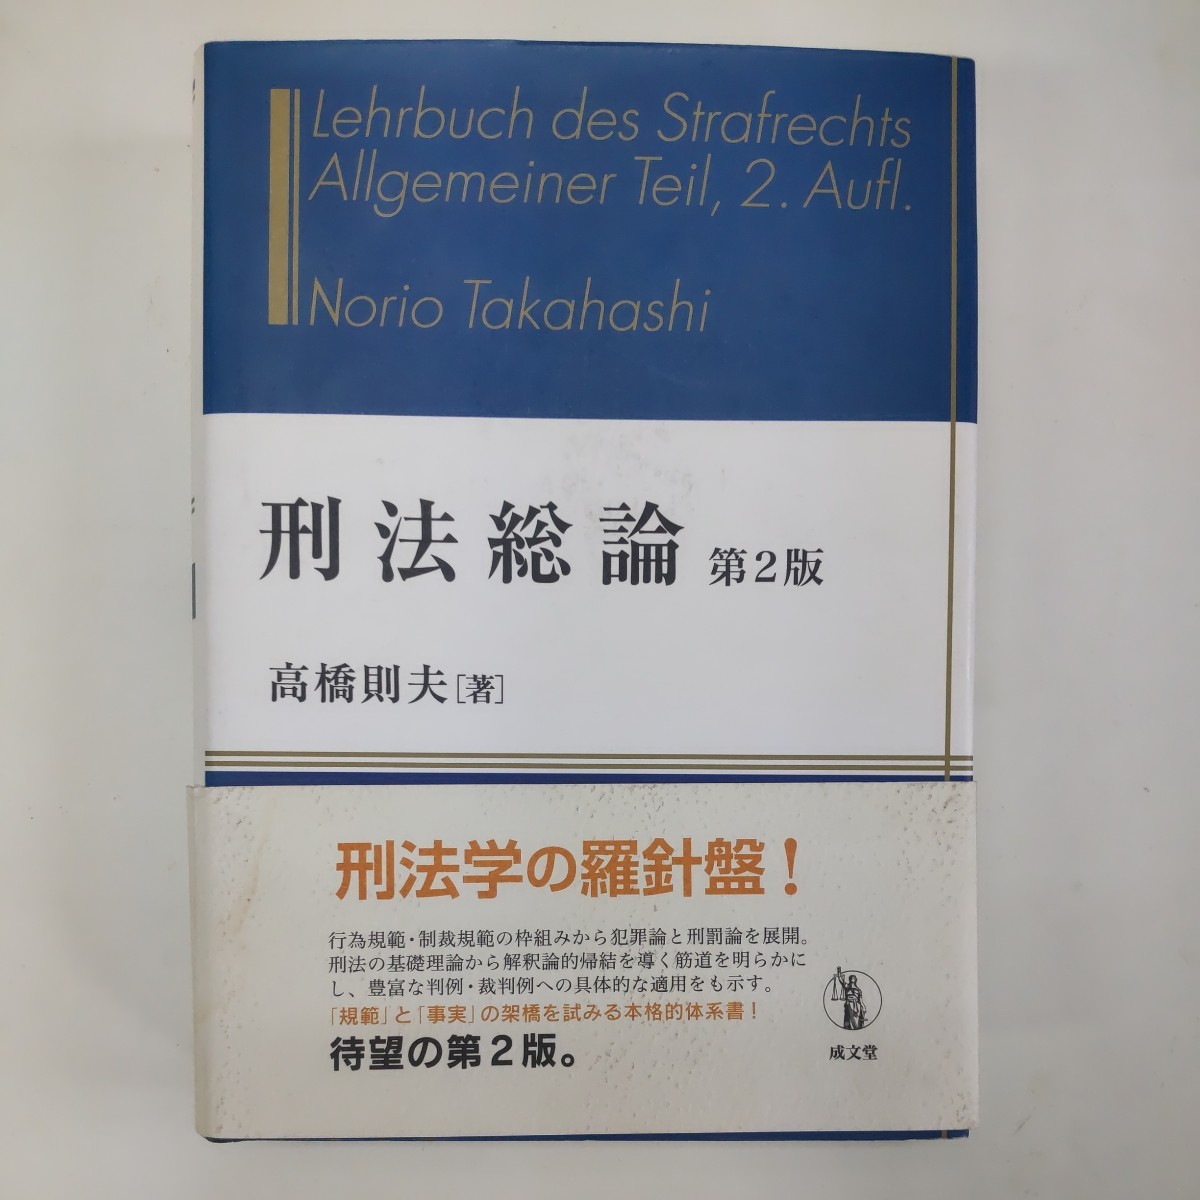 Lehrbuch des Strafrechts
Allgemeiner Teil, 2. Aufl.
Norio Takahashi
刑法総論 第2版
高橋則夫[著]
刑法学の羅針盤！
行為規範・制裁規範の枠組みから犯罪論と刑罰論を展開。
刑法の基礎理論から解釈論的帰結を導く筋道を明らかに
し、豊富な判例・裁判例への具体的な適用をも示す。
「規範」と「事実」の架橋を試みる本格的体系書！
待望の第2版。
成文堂